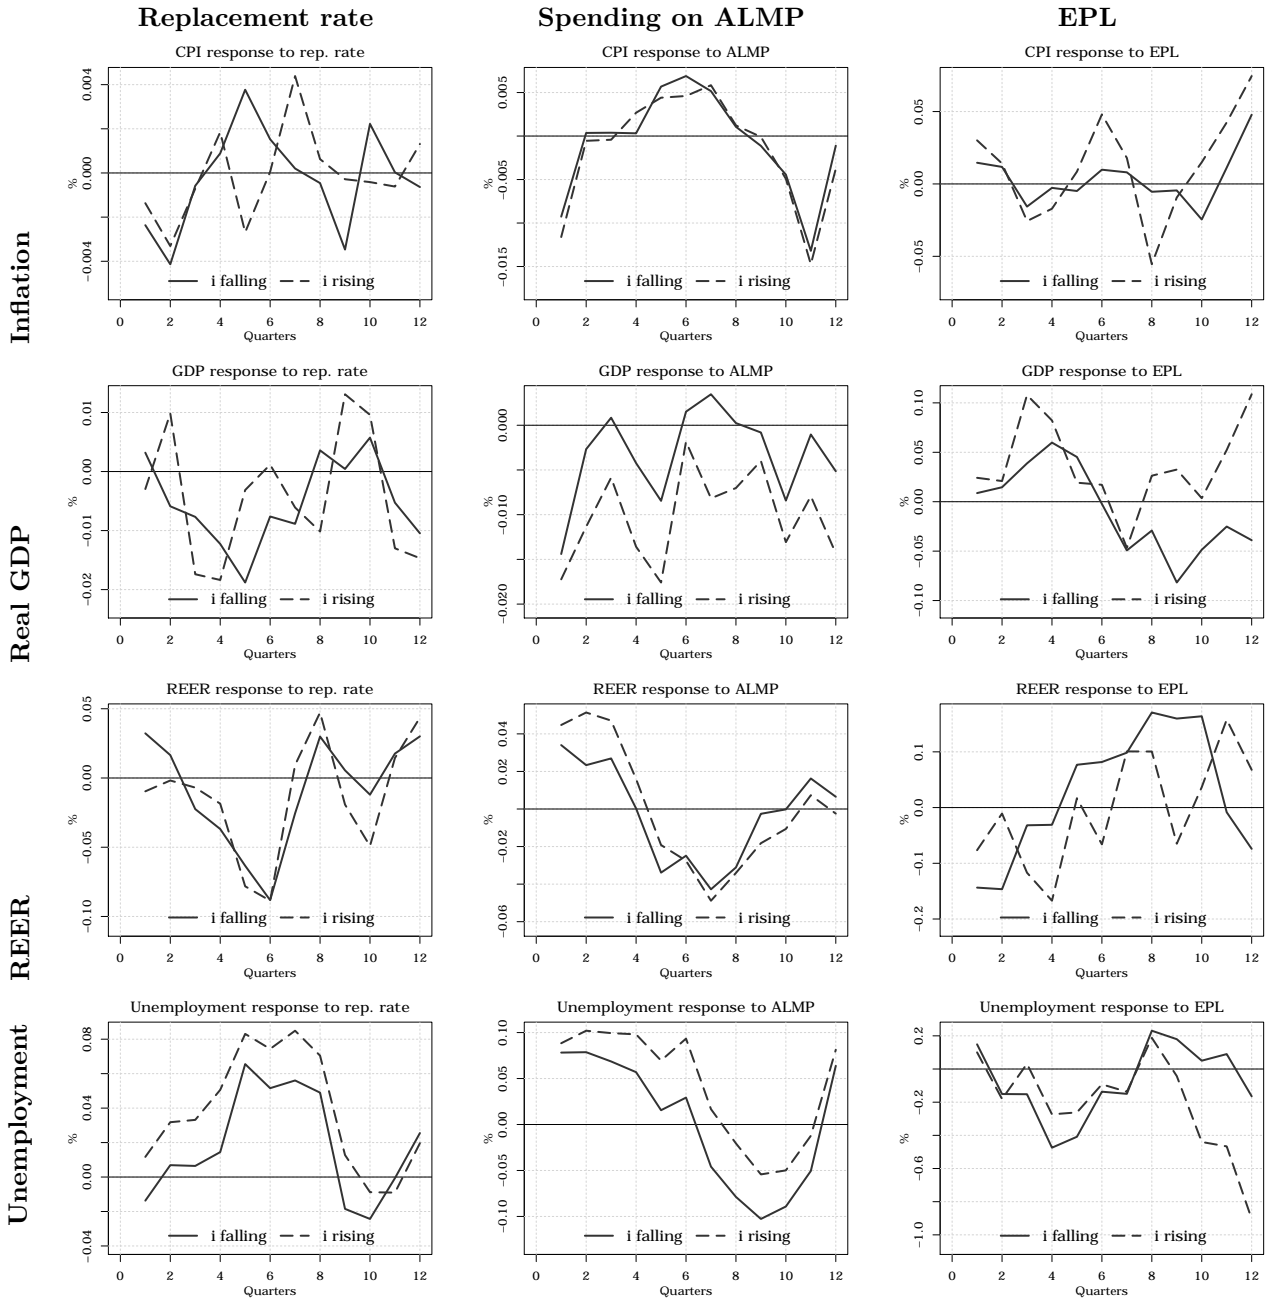 Replacement rate
Spending on ALMP
EPL
Inflation
CPI response to rep. rate
%
0.004
0.000
−0.004
i falling
i rising
0 2 4 6 8 10 12
Quarters
CPI response to ALMP
%
0.005
−0.005
−0.015
i falling
i rising
0 2 4 6 8 10 12
Quarters
CPI response to EPL
%
0.05
0.00
−0.05
i falling
i rising
0 2 4 6 8 10 12
Quarters
Real GDP
GDP response to rep. rate
%
0.01
0.00
−0.01
−0.02
i falling
i rising
0 2 4 6 8 10 12
Quarters
GDP response to ALMP
%
0.000
−0.010
−0.020
i falling
i rising
0 2 4 6 8 10 12
Quarters
GDP response to EPL
%
0.10
0.05
0.00
−0.05
−0.10
i falling
i rising
0 2 4 6 8 10 12
Quarters
REER
REER response to rep. rate
%
0.05
0.00
−0.05
−0.10
i falling
i rising
0 2 4 6 8 10 12
Quarters
REER response to ALMP
%
0.04
0.02
−0.02
−0.06
i falling
i rising
0 2 4 6 8 10 12
Quarters
REER response to EPL
%
0.1
0.0
−0.1
−0.2
i falling
i rising
0 2 4 6 8 10 12
Quarters
Unemployment
Unemployment response to rep. rate
%
0.08
0.04
0.00
−0.04
i falling
i rising
0 2 4 6 8 10 12
Quarters
Unemployment response to ALMP
%
0.10
0.05
0.00
−0.05
−0.10
i falling
i rising
0 2 4 6 8 10 12
Quarters
Unemployment response to EPL
%
0.2
−0.2
−0.6
−1.0
i falling
i rising
0 2 4 6 8 10 12
Quarters